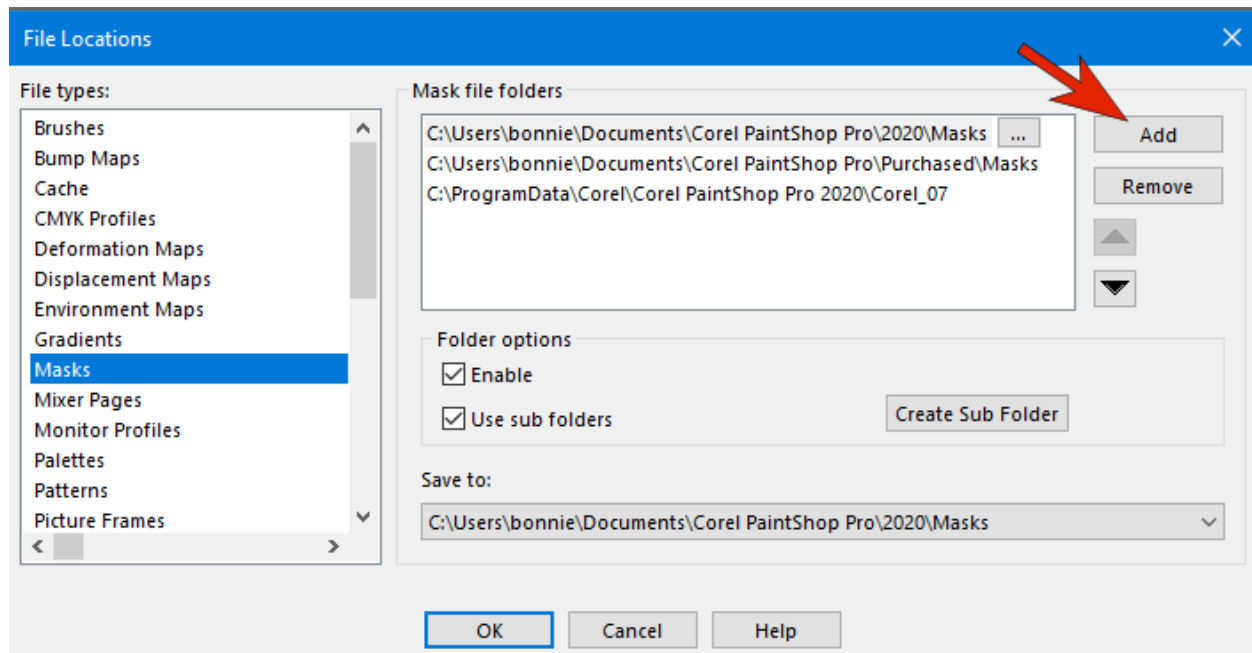 File Locations
File types:
Brushes
Bump Maps
Cache
CMYK Profiles
Deformation Maps
Displacement Maps
Environment Maps
Gradients
Masks
Mixer Pages
Monitor Profiles
Palettes
Patterns
Picture Frames
Mask file folders
C:\Users\bonnie\Documents\Corel PaintShop Pro\2020\Masks ...
C:\Users\bonnie\Documents\Corel PaintShop Pro\Purchased\Masks
C:\ProgramData\Corel\Corel PaintShop Pro 2020\Corel_07
Add
Remove
Folder options
Enable
Use sub folders
Create Sub Folder
Save to:
C:\Users\bonnie\Documents\Corel PaintShop Pro\2020\Masks
OK Cancel Help